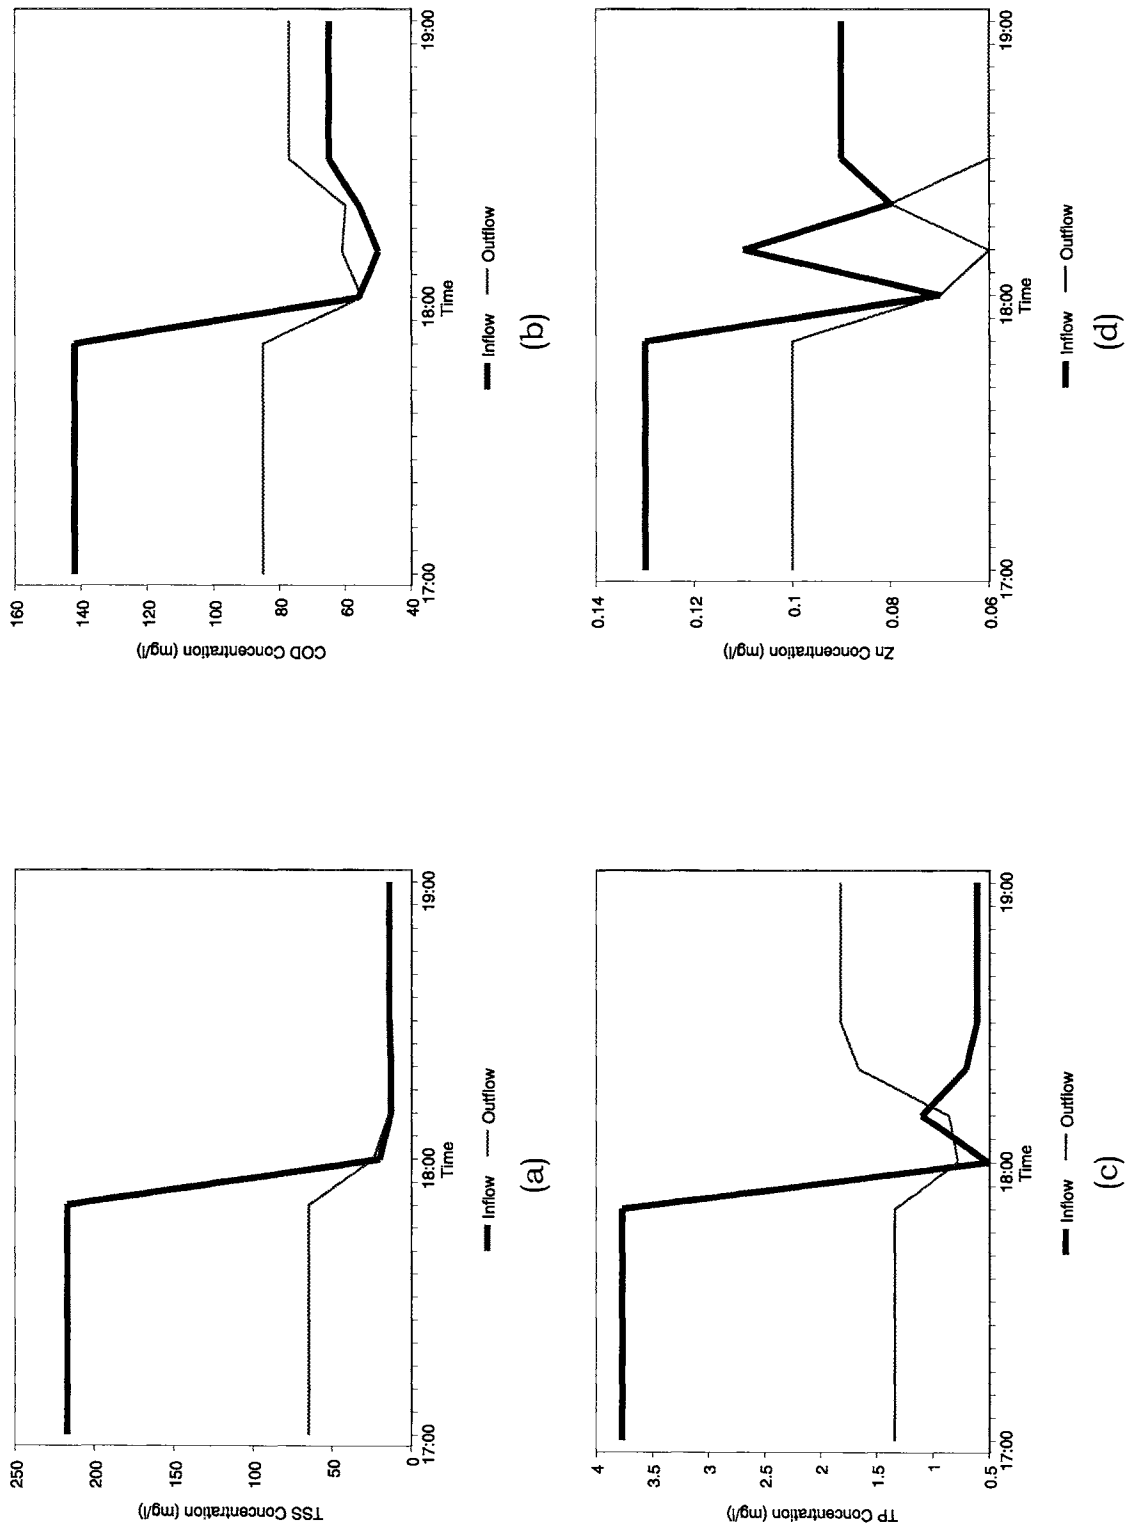 TSS Concentration (mg/l)
250
200
150
100
50
0
17:00
18:00
19:00
Time
Inflow
Outflow
(a)
COD Concentration (mg/l)
160
140
120
100
80
60
40
17:00
18:00
19:00
Time
Inflow
Outflow
(b)
TP Concentration (mg/l)
4
3.5
3
2.5
2
1.5
1
0.5
17:00
18:00
19:00
Time
Inflow
Outflow
(c)
Zn Concentration (mg/l)
0.14
0.12
0.1
0.08
0.06
17:00
18:00
19:00
Time
Inflow
Outflow
(d)